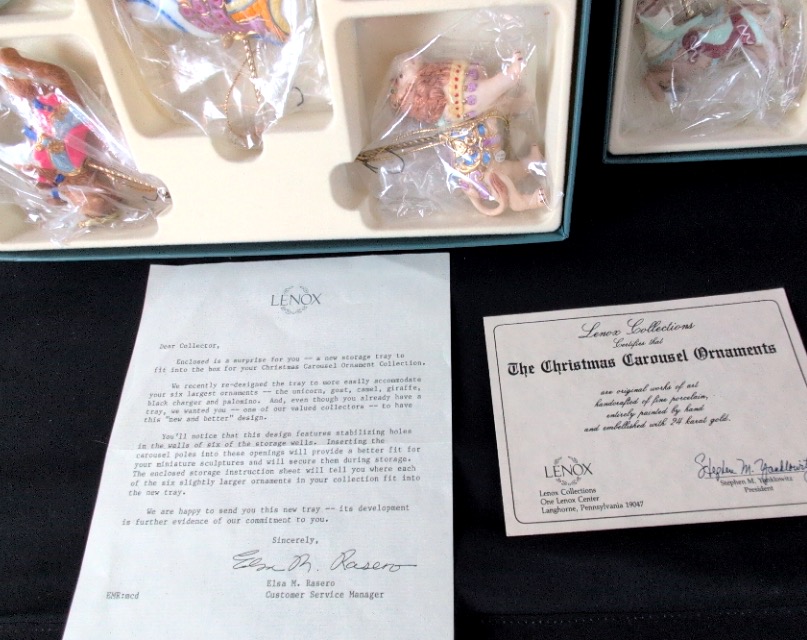 LENOX
Dear Collector,
Enclosed is a surprise for you -- a new storage tray to
fit into the box for your Christmas Carousel Ornament Collection.
We recently re-designed the tray to more easily accommodate
your six largest ornaments -- the unicorn, goat, camel, giraffe,
black charger and palomino. And, even though you already have a
tray, we wanted you -- one of our valued collectors -- to have
this "new and better" design.
You'll notice that this design features stabilizing holes
in the walls of six of the storage wells. Inserting the
carousel poles into these openings will provide a better fit for
your miniature sculptures and will secure them during storage.
The enclosed storage instruction sheet will tell you where each
of the six slightly larger ornaments in your collection fit into
the new tray.
We are happy to send you this new tray -- its development
is further evidence of our commitment to you.
Sincerely,
Elsa M. Rasero
Elsa M. Rasero
EMR:mcd Customer Service Manager
Lenox Collections
Certifies that
The Christmas Carousel Ornaments
are original works of art
handcrafted of fine porcelain,
entirely painted by hand
and embellished with 24 karat gold.
LENOX
Lenox Collections
One Lenox Center
Langhorne, Pennsylvania 19047
Stephen M. Yanklowitz
Stephen M. Yanklowitz
President